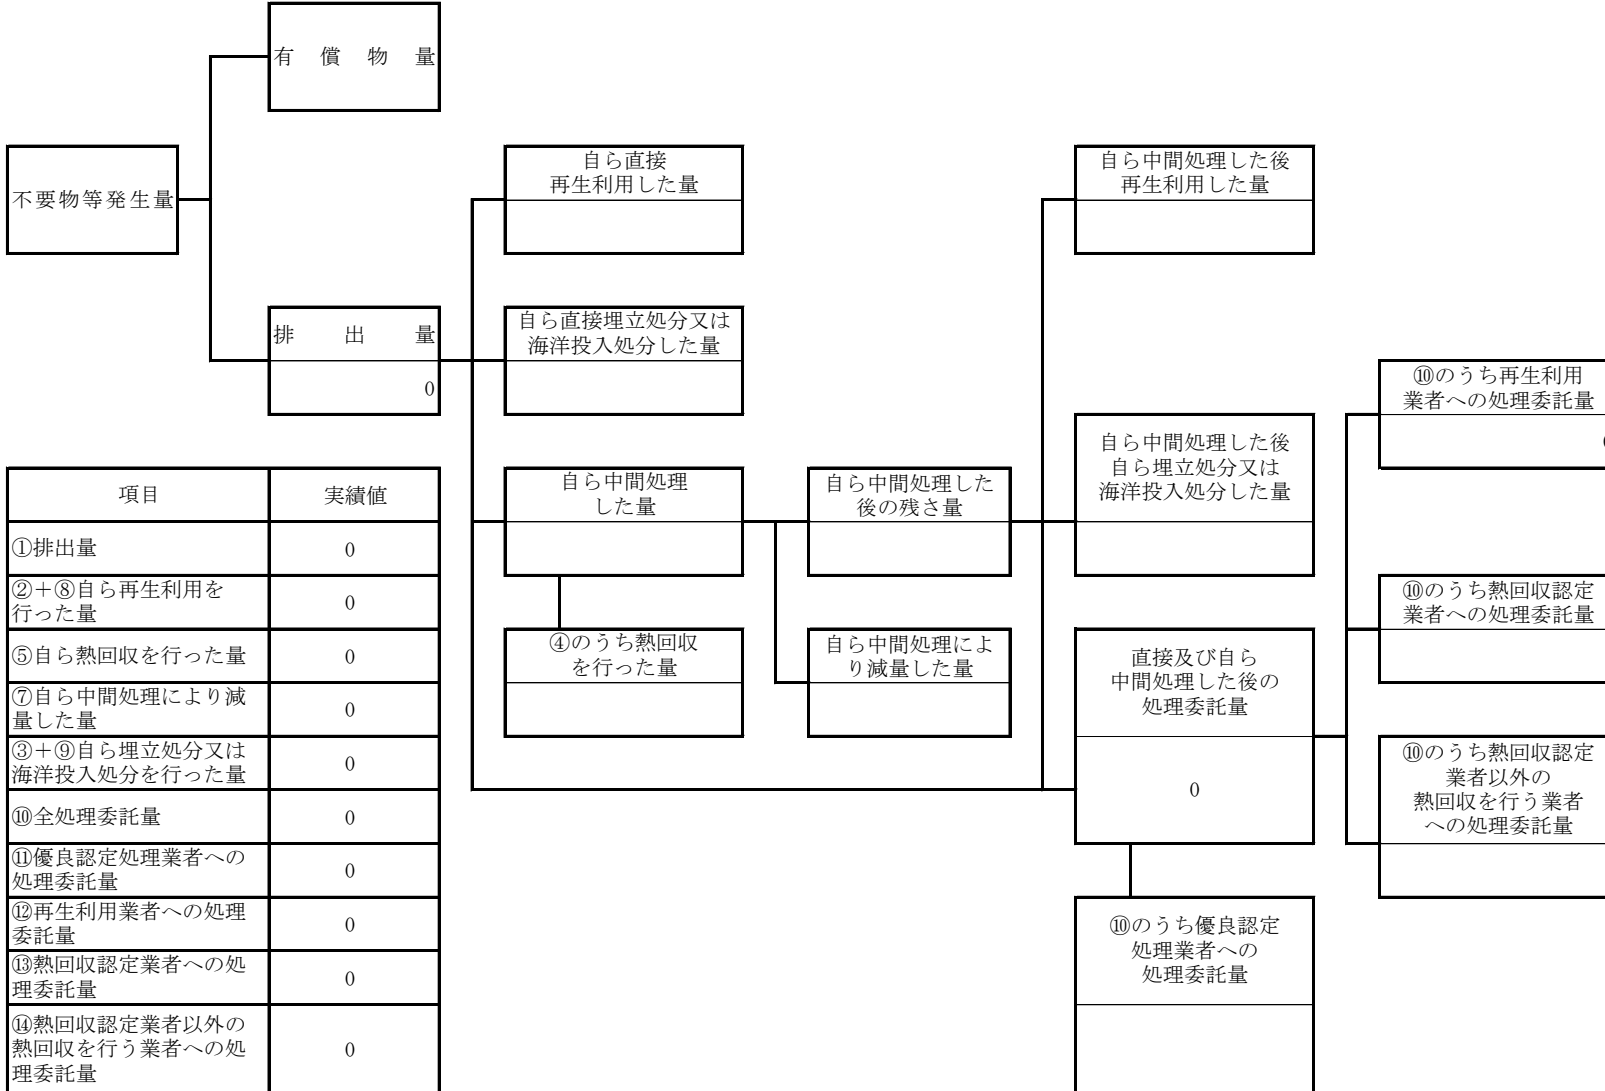 有償物量
不要物等発生量
自ら直接
再生利用した量
自ら中間処理した後
再生利用した量
排出量
0
自ら直接埋立処分又は
海洋投入処分した量
⑩のうち再生利用
業者への処理委託量
自ら中間処理した後
自ら埋立処分又は
海洋投入処分した量
自ら中間処理
した量
自ら中間処理した
後の残さ量
④のうち熱回収
を行った量
自ら中間処理によ
り減量した量
直接及び自ら
中間処理した後の
処理委託量
0
⑩のうち熱回収認定
業者への処理委託量
⑩のうち熱回収認定
業者以外の
熱回収を行う業者
への処理委託量
⑩のうち優良認定
処理業者への
処理委託量
項目 実績値
①排出量 0
②＋⑧自ら再生利用を
行った量 0
⑤自ら熱回収を行った量 0
⑦自ら中間処理により減
量した量 0
③＋⑨自ら埋立処分又は
海洋投入処分を行った量 0
⑩全処理委託量 0
⑪優良認定処理業者への
処理委託量 0
⑫再生利用業者への処理
委託量 0
⑬熱回収認定業者への処
理委託量 0
⑭熱回収認定業者以外の
熱回収を行う業者への処
理委託量 0